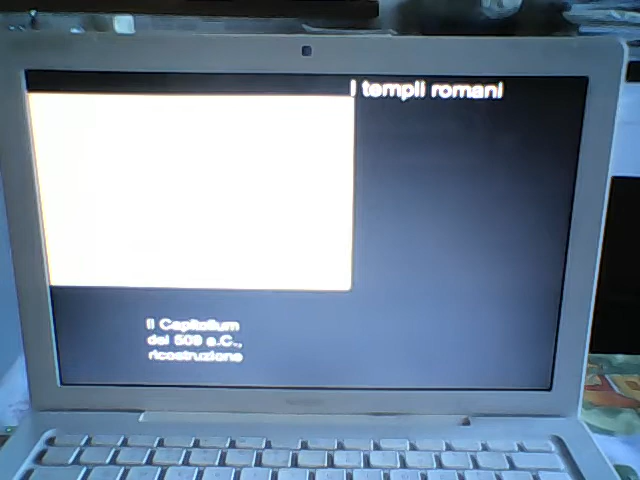 I templi romani
Il Capitolium
del 509 a.C.,
ricostruzione